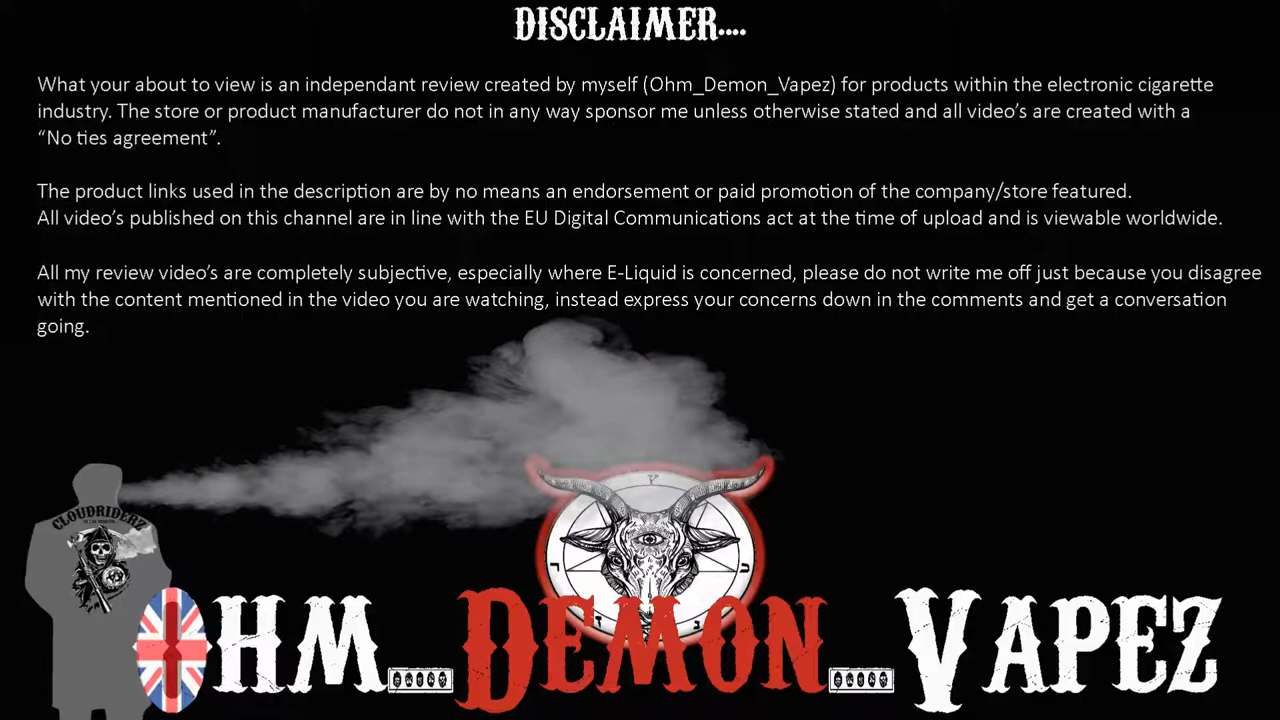 DISCLAIMER....
What your about to view is an independant review created by myself (Ohm_Demon_Vapez) for products within the electronic cigarette
industry. The store or product manufacturer do not in any way sponsor me unless otherwise stated and all video's are created with a
“No ties agreement”.
The product links used in the description are by no means an endorsement or paid promotion of the company/store featured.
All video's published on this channel are in line with the EU Digital Communications act at the time of upload and is viewable worldwide.
All my review video's are completely subjective, especially where E-Liquid is concerned, please do not write me off just because you disagree
with the content mentioned in the video you are watching, instead express your concerns down in the comments and get a conversation
going.
CLOUDRIDERZ
OHM_DEMON_VAPEZ